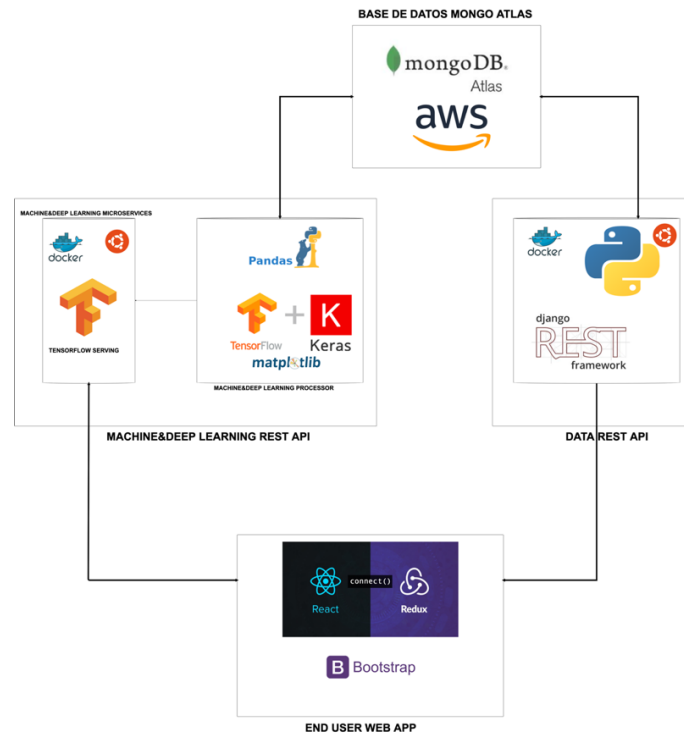 BASE DE DATOS MONGO ATLAS
mongoDB®
Atlas
aws
MACHINE&DEEP LEARNING MICROSERVICES
docker
TENSORFLOW SERVING
Pandas
TensorFlow
+
K
Keras
matplotlib
MACHINE&DEEP LEARNING PROCESSOR
MACHINE&DEEP LEARNING REST API
docker
django
REST
framework
DATA REST API
React
connect()
Redux
B Bootstrap
END USER WEB APP